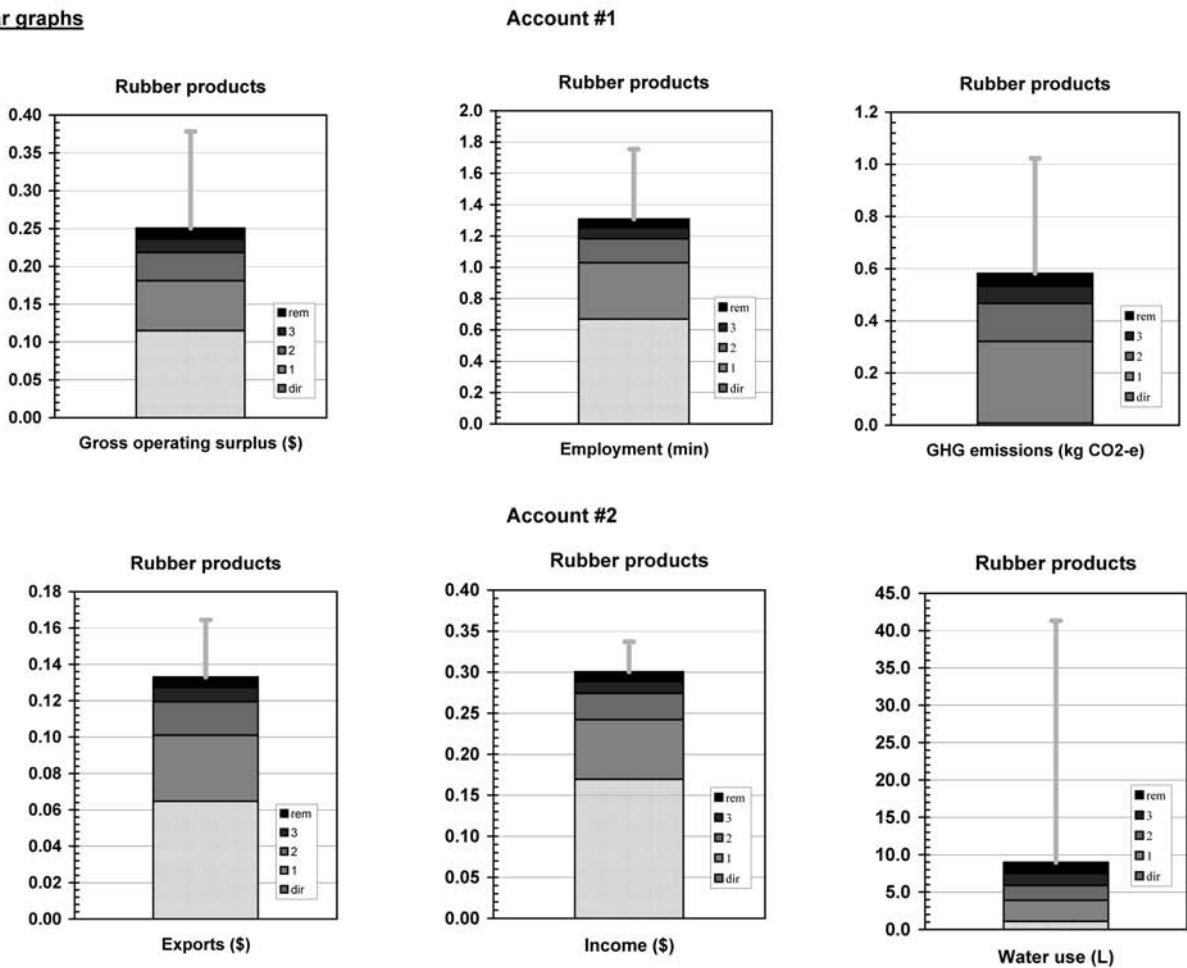 ar graphs
Account #1
Rubber products
0.40
0.35
0.30
0.25
0.20
0.15
0.10
0.05
0.00
rem
3
2
1
dir
Gross operating surplus ($)
Rubber products
2.0
1.8
1.6
1.4
1.2
1.0
0.8
0.6
0.4
0.2
0.0
rem
3
2
1
dir
Employment (min)
Rubber products
1.2
1.0
0.8
0.6
0.4
0.2
0.0
rem
3
2
1
dir
GHG emissions (kg CO2-e)
Account #2
Rubber products
0.18
0.16
0.14
0.12
0.10
0.08
0.06
0.04
0.02
0.00
rem
3
2
1
dir
Exports ($)
Rubber products
0.40
0.35
0.30
0.25
0.20
0.15
0.10
0.05
0.00
rem
3
2
1
dir
Income ($)
Rubber products
45.0
40.0
35.0
30.0
25.0
20.0
15.0
10.0
5.0
0.0
rem
3
2
1
dir
Water use (L)